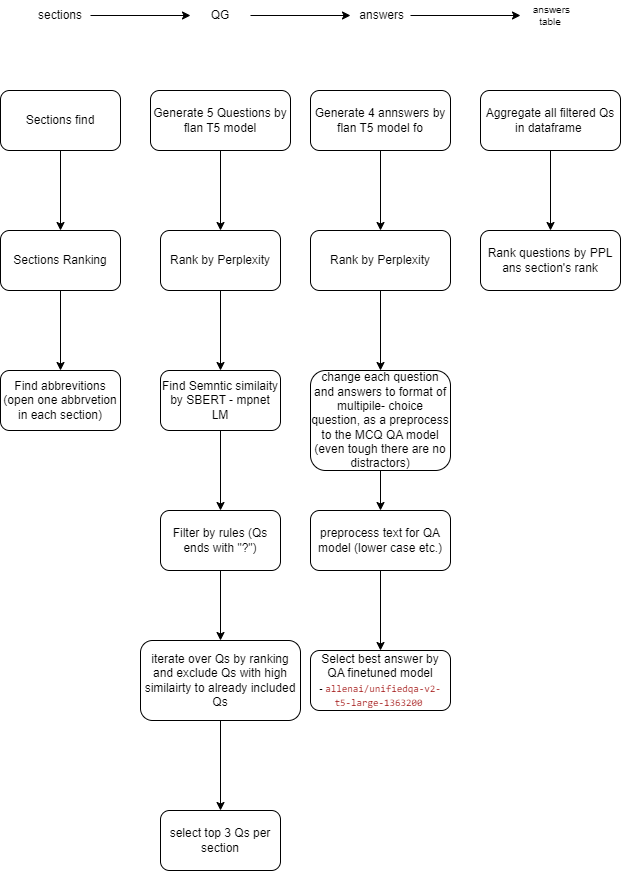 sections
QG
answers
answers
table
Sections find
Sections Ranking
Find abbrevitions
(open one abbrvetion
in each section)
Generate 5 Questions by
flan T5 model
Rank by Perplexity
Find Semntic similaity
by SBERT - mpnet
LM
Filter by rules (Qs
ends with "?")
iterate over Qs by ranking
and exclude Qs with high
similairty to already included
Qs
select top 3 Qs per
section
Generate 4 annswers by
flan T5 model fo
Rank by Perplexity
change each question
and answers to format of
multipile- choice
question, as a preprocess
to the MCQ QA model
(even tough there are no
distractors)
preprocess text for QA
model (lower case etc.)
Select best answer by
QA finetuned model
- allenai/unifiedqa-v2-
t5-large-1363200
Aggregate all filtered Qs
in dataframe
Rank questions by PPL
ans section's rank